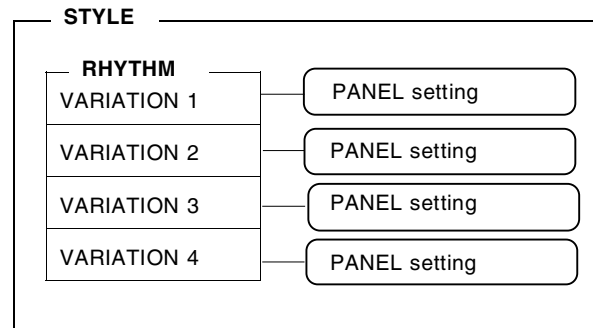 STYLE
RHYTHM
VARIATION 1 PANEL setting
VARIATION 2 PANEL setting
VARIATION 3 PANEL setting
VARIATION 4 PANEL setting